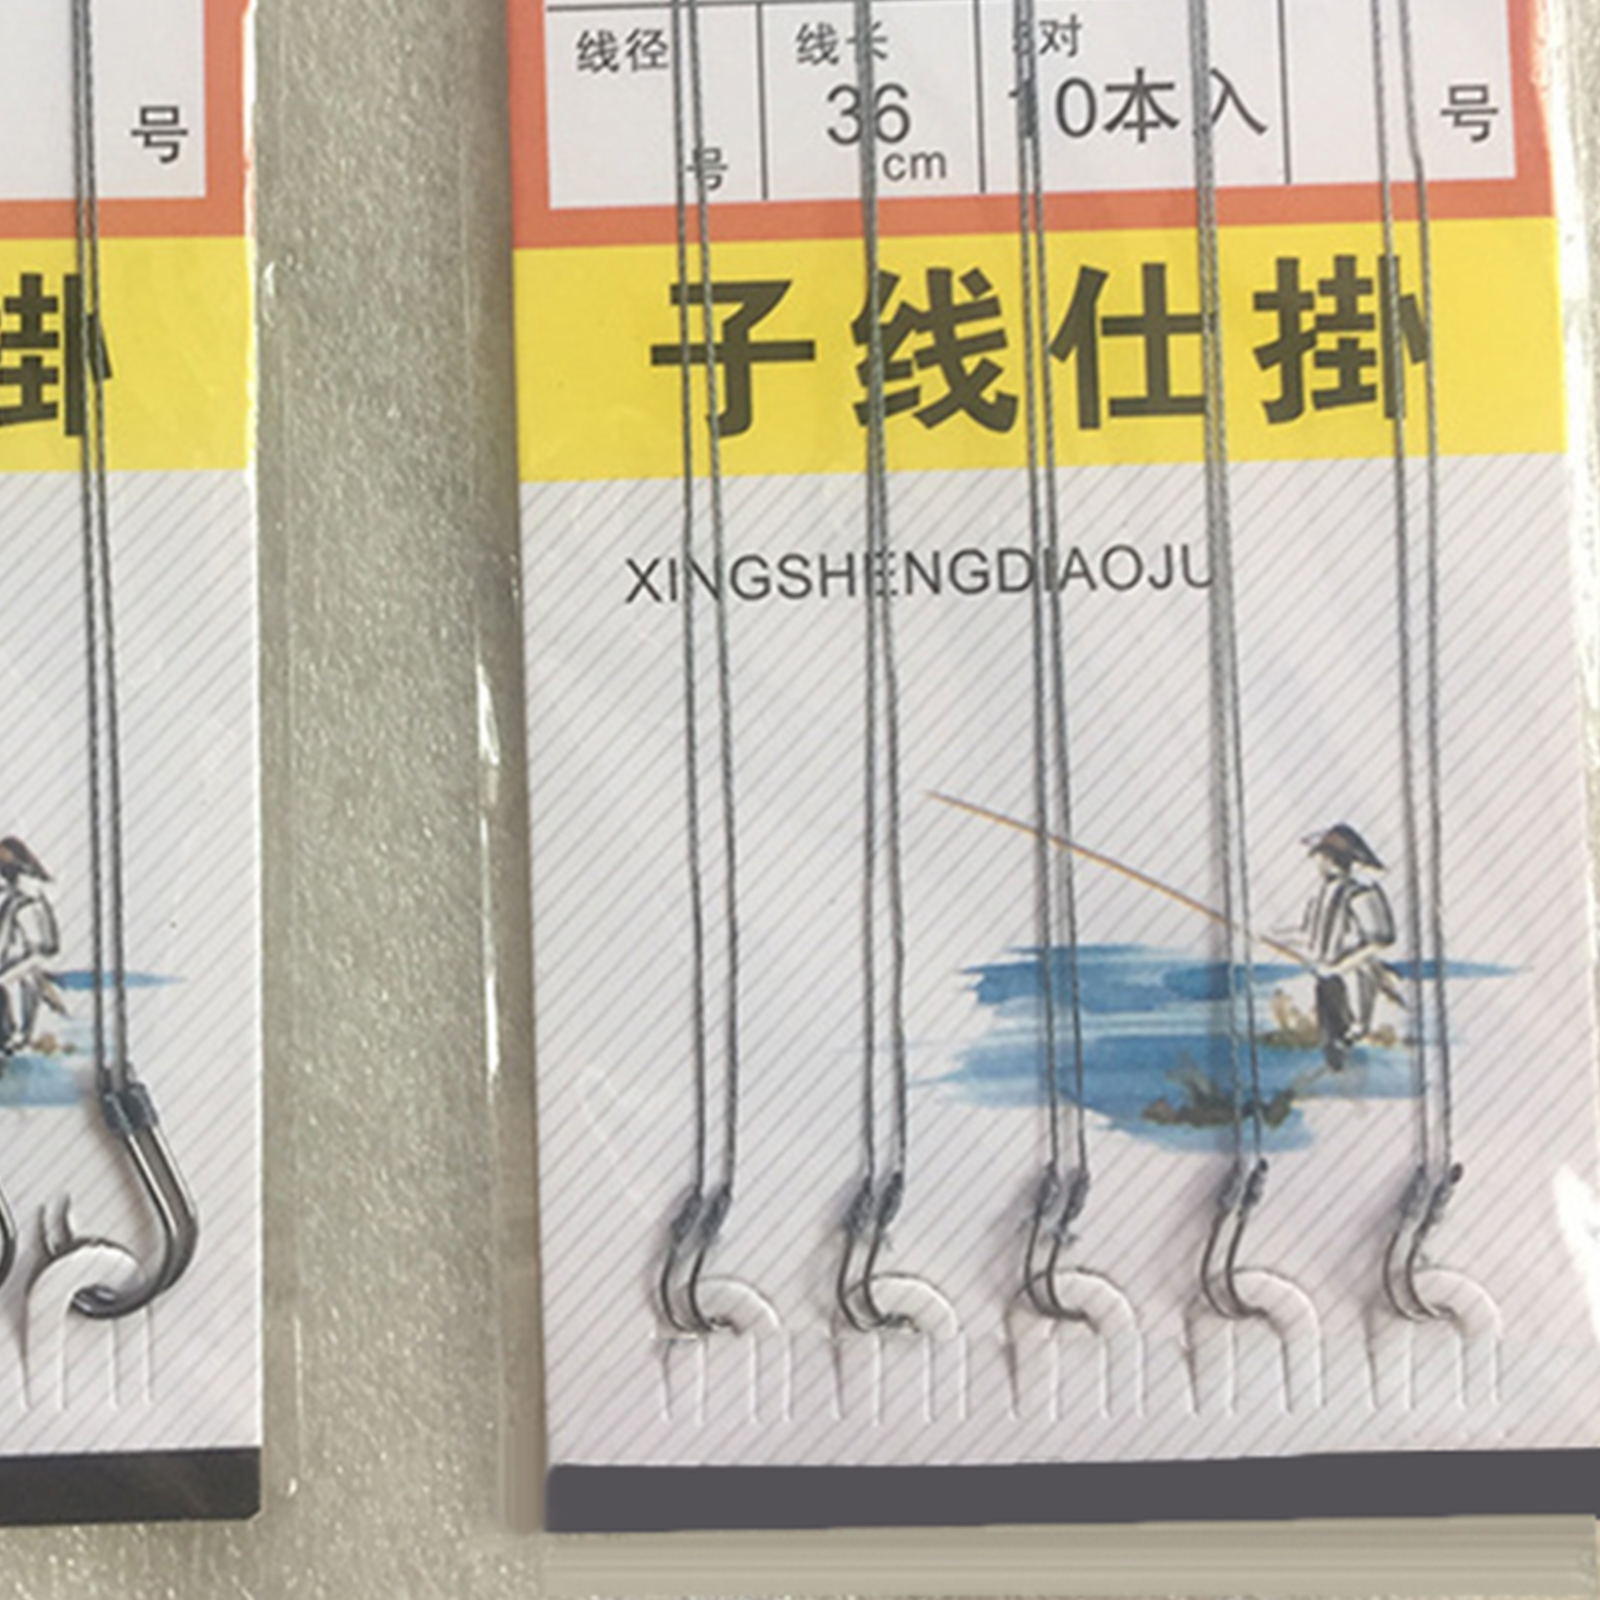 号
掛
线径 线长 5对
号 36 cm 10本入 号
子线仕掛
XINGSHENGDIAOJU